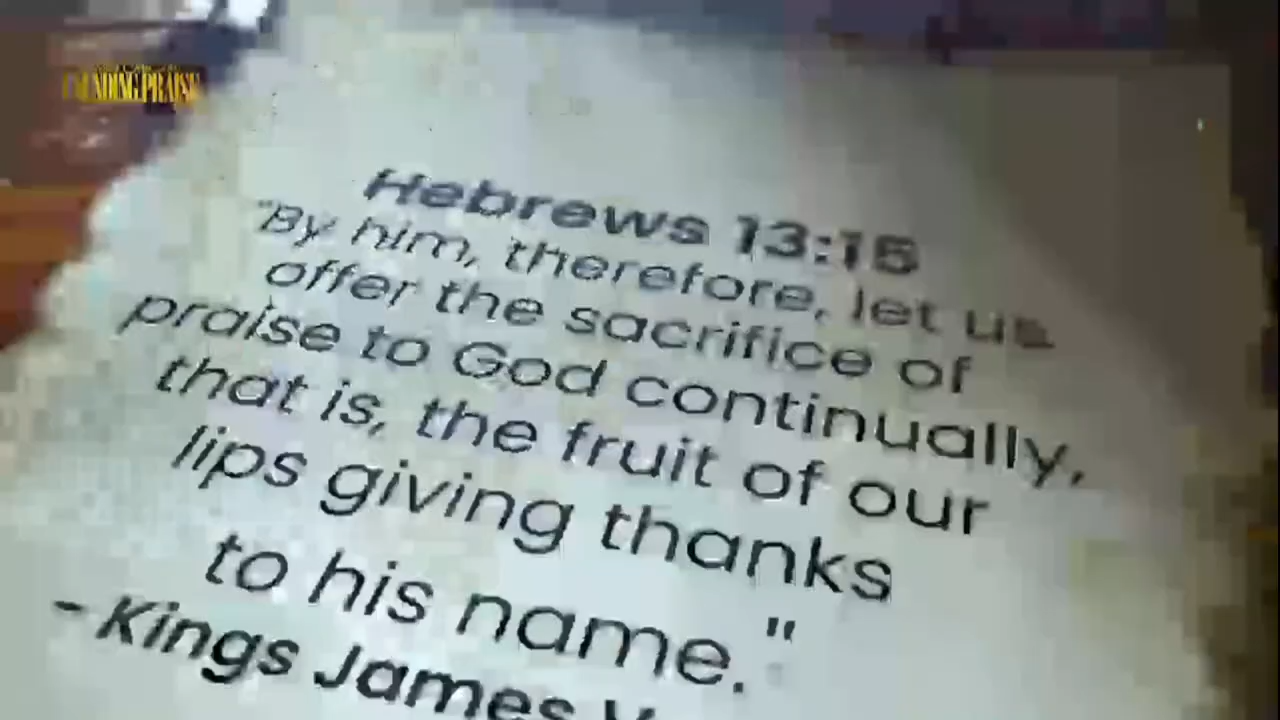 Hebrews 13:15
"By him, therefore, let us
offer the sacrifice of
praise to God continually,
that is, the fruit of our
lips giving thanks
to his name."
- Kings James V